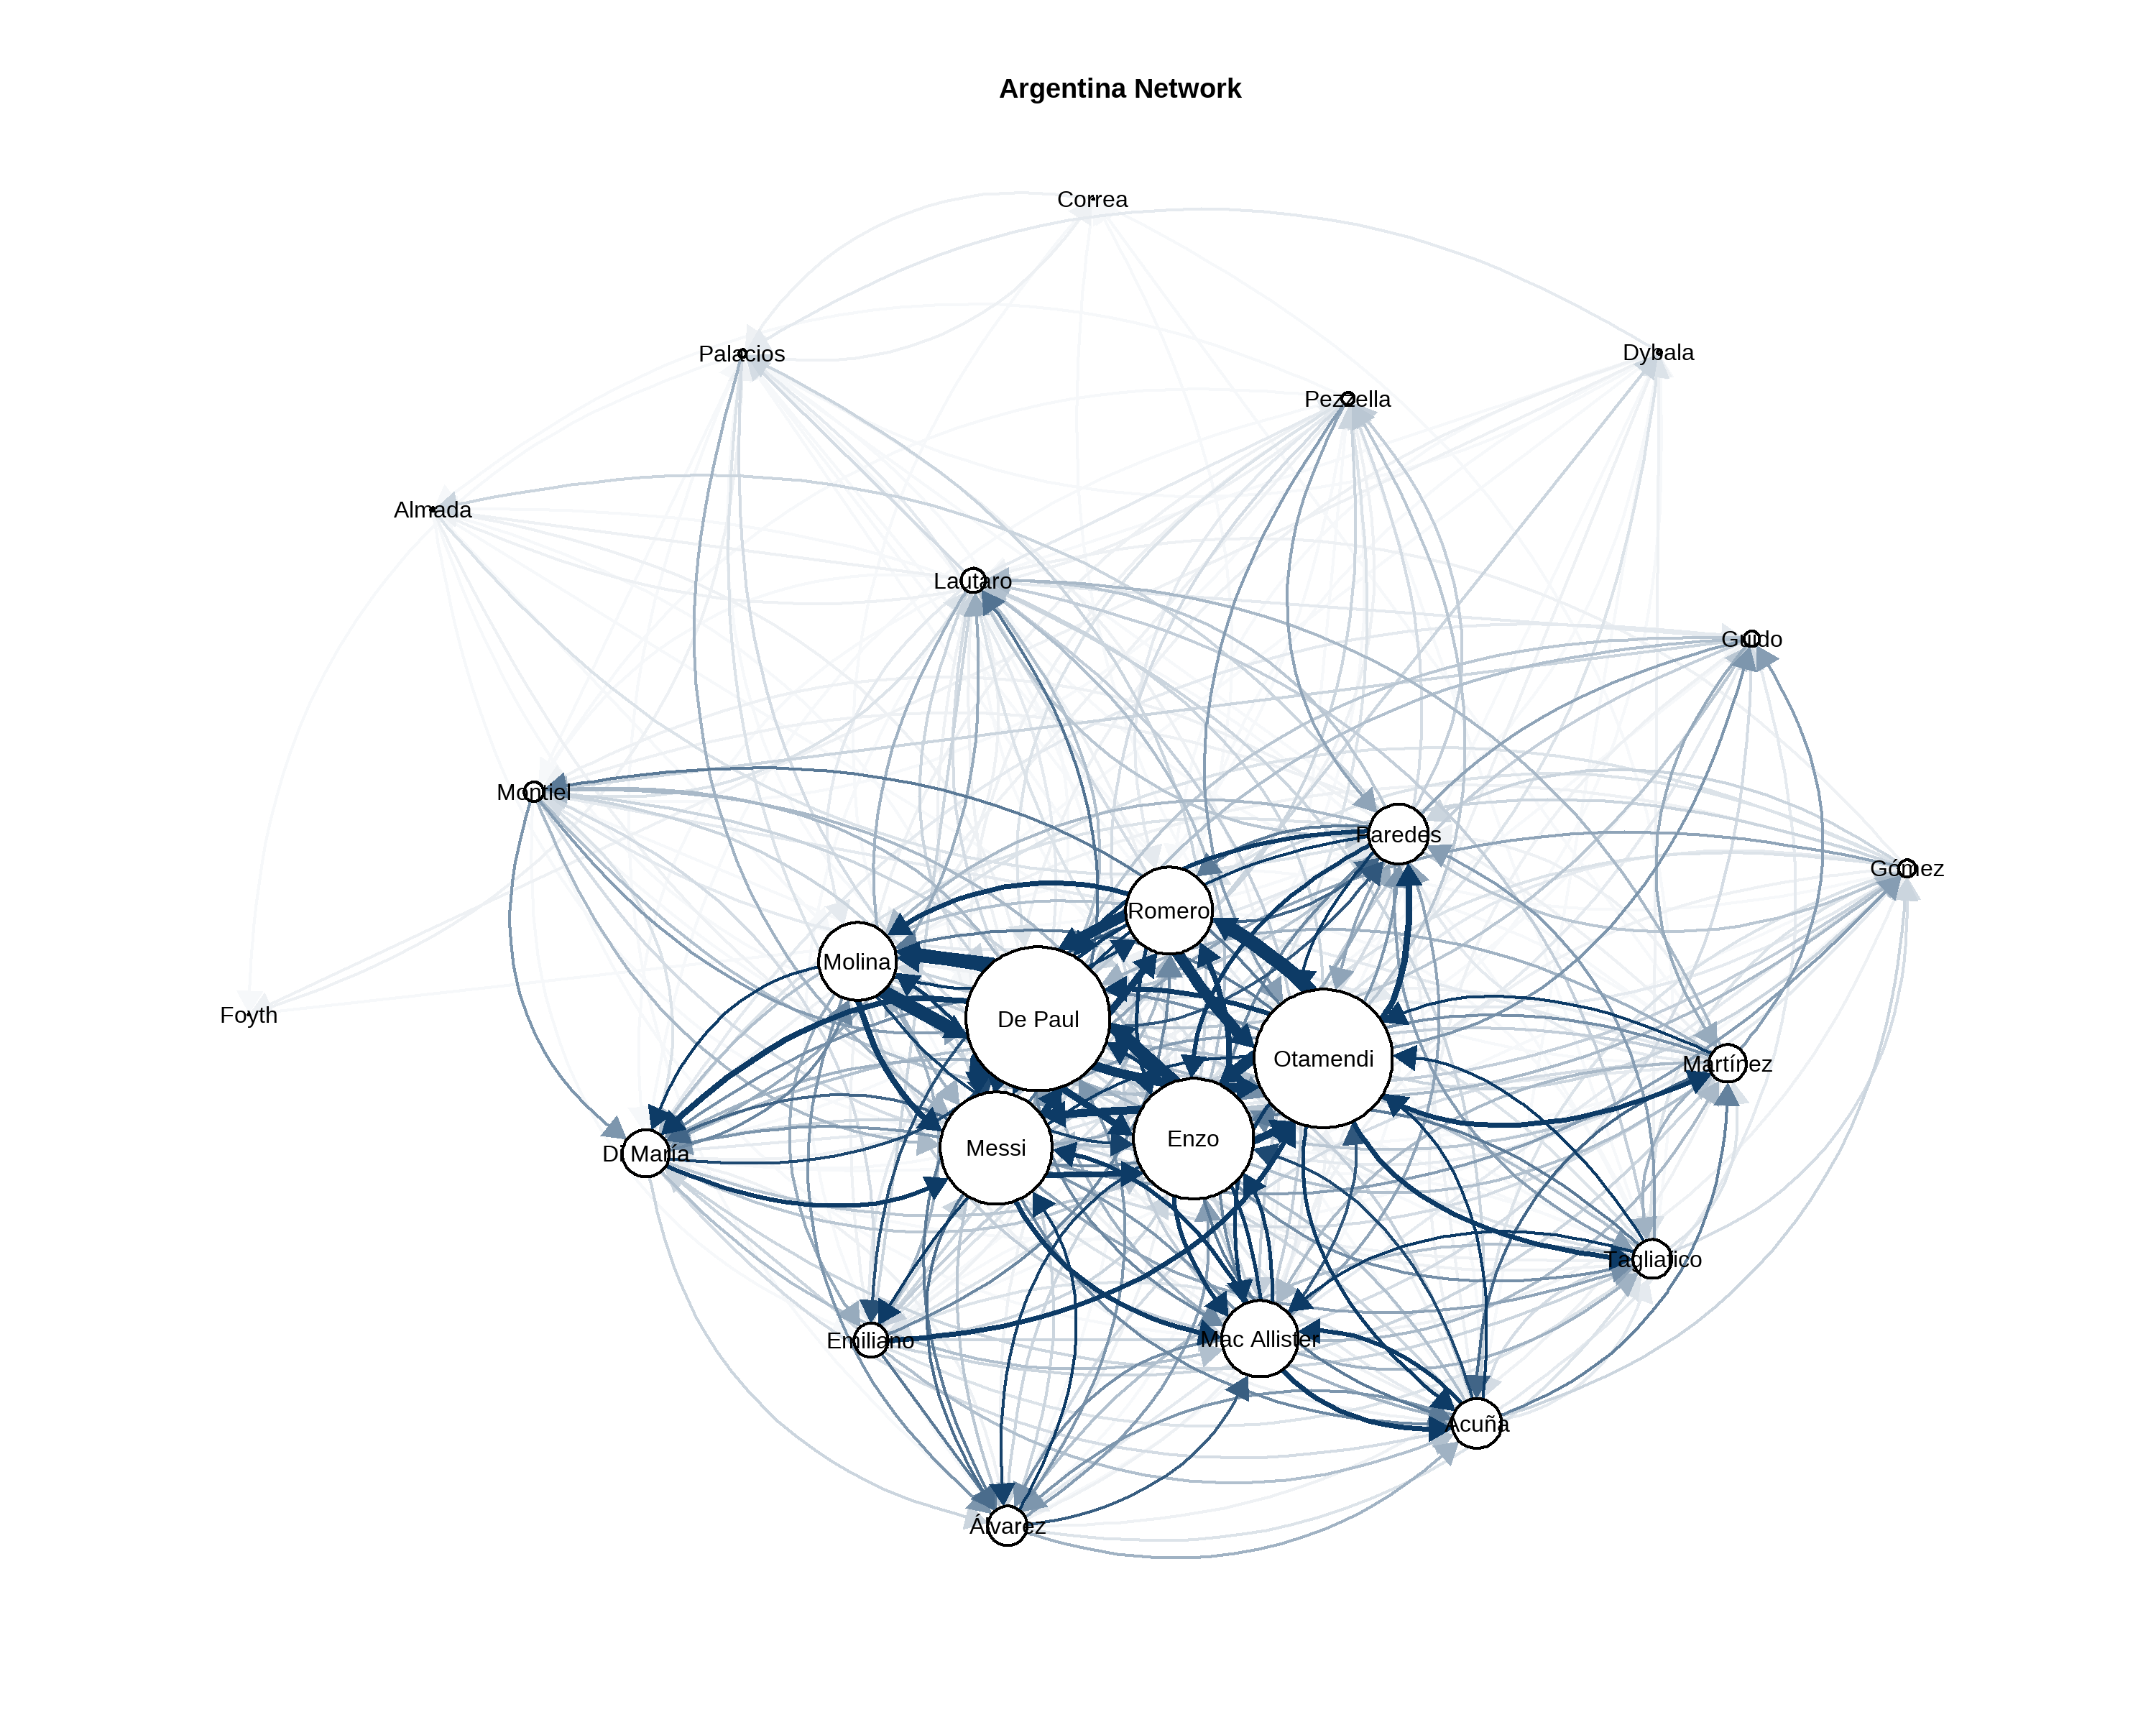 Argentina Network
Correa
Palacios
Dybala
Pezzella
Almada
Lautaro
Guido
Montiel
Paredes
Gómez
Romero
Molina
Foyth
De Paul
Otamendi
Martínez
Enzo
Messi
Di María
Tagliafico
Mac Allister
Emiliano
Acuña
Álvarez